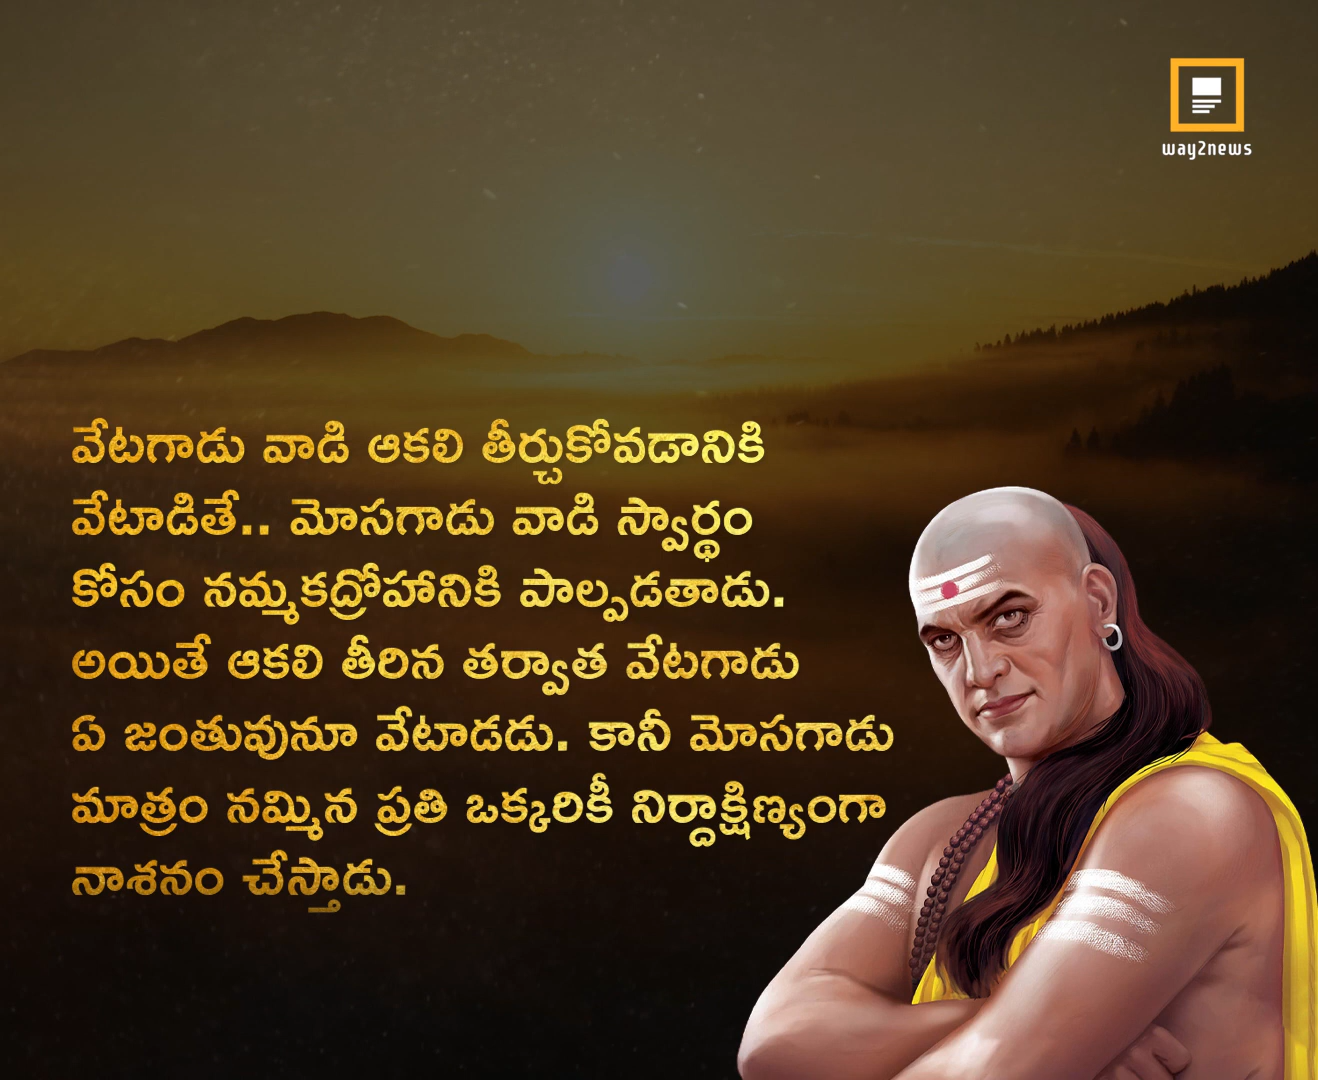 way2news
వేటగాడు వాడి ఆకలి తీర్చుకోవడానికి
వేటాడితే.. మోసగాడు వాడి స్వార్థం
కోసం నమ్మకద్రోహానికి పాల్పడతాడు.
అయితే ఆకలి తీరిన తర్వాత వేటగాడు
ఏ జంతువునూ వేటాడడు. కానీ మోసగాడు
మాత్రం నమ్మిన ప్రతి ఒక్కరికీ నిర్దాక్షిణ్యంగా
నాశనం చేస్తాడు.